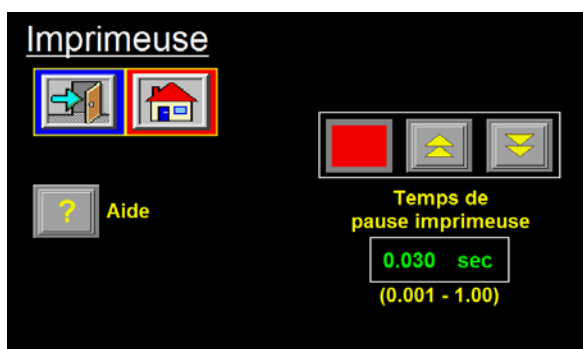 Imprimeuse
? Aide
Temps de
pause imprimeuse
0.030 sec
(0.001 - 1.00)